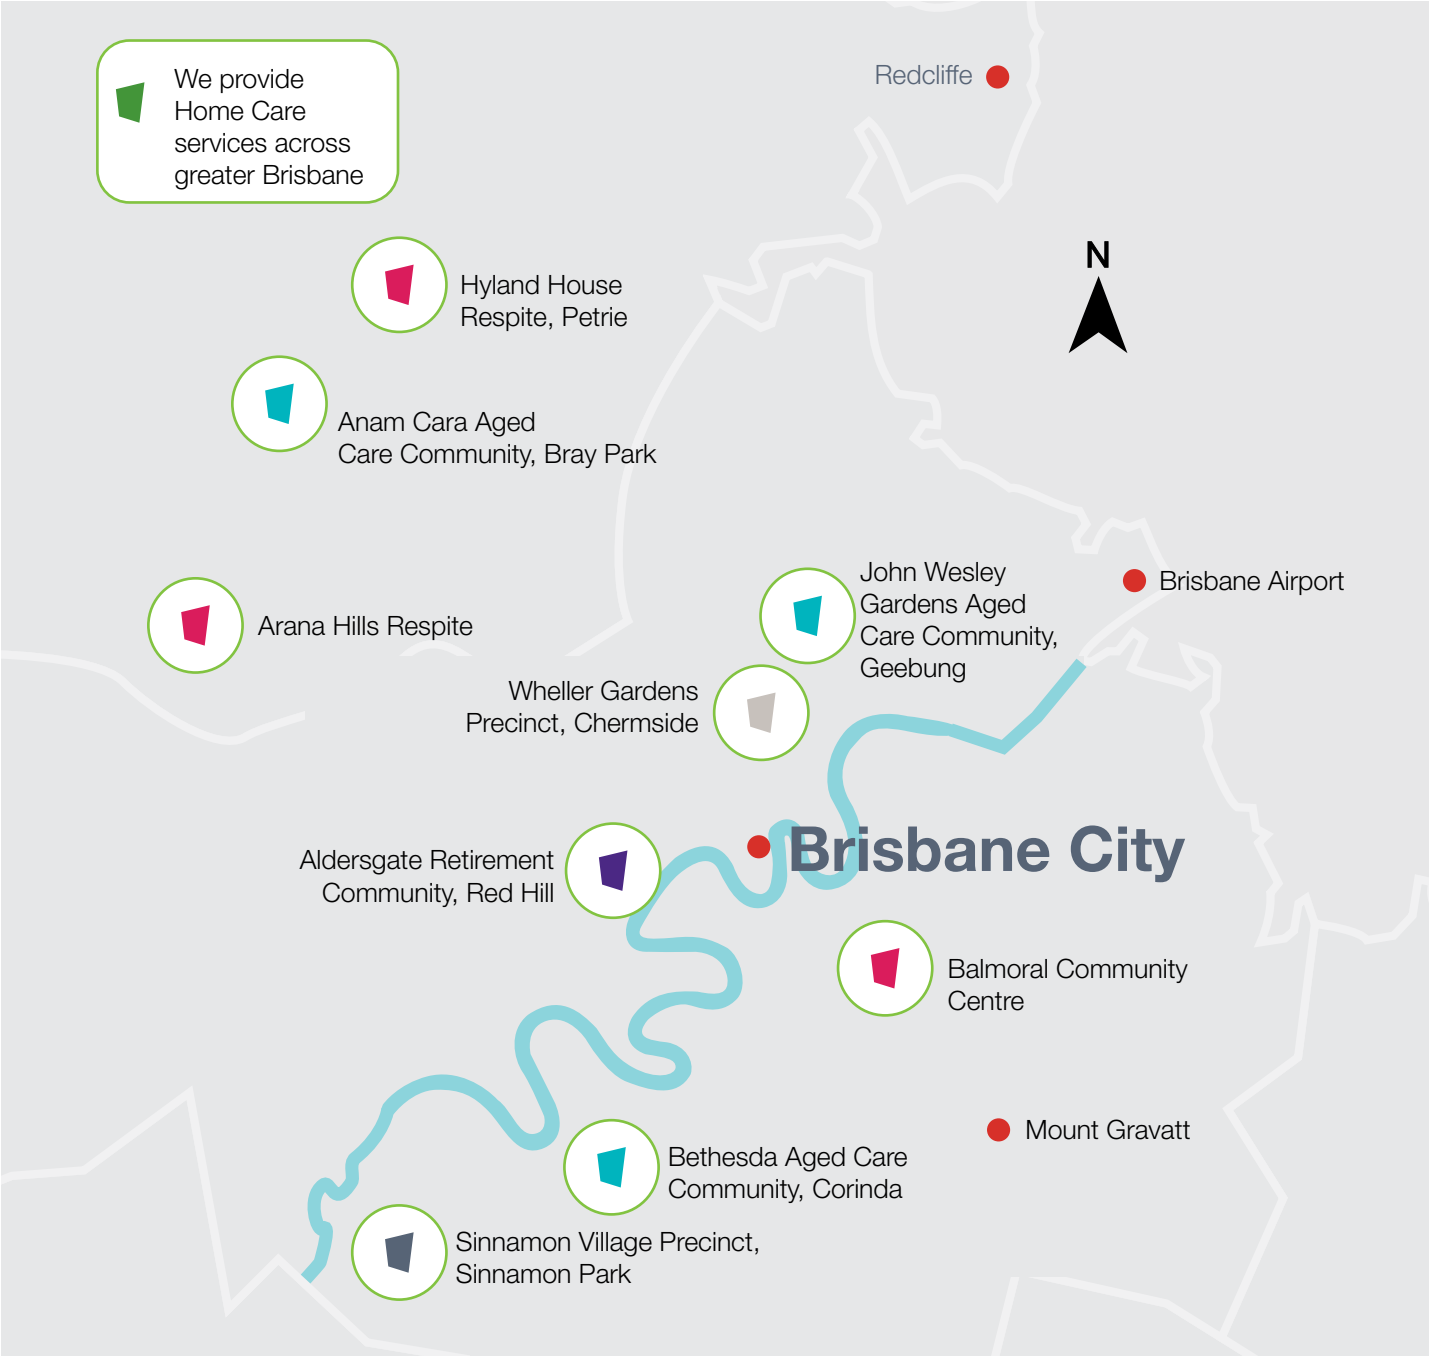 We provide
Home Care
services across
greater Brisbane
Redcliffe
N
Hyland House
Respite, Petrie
Anam Cara Aged
Care Community, Bray Park
John Wesley
Gardens Aged
Care Community,
Geebung
Brisbane Airport
Arana Hills Respite
Wheller Gardens
Precinct, Chermside
Brisbane City
Aldersgate Retirement
Community, Red Hill
Balmoral Community
Centre
Mount Gravatt
Bethesda Aged Care
Community, Corinda
Sinnamon Village Precinct,
Sinnamon Park